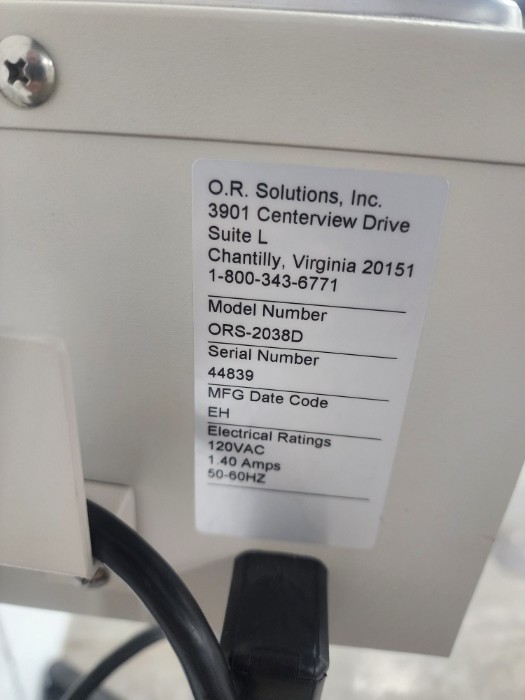 O.R. Solutions, Inc.
3901 Centerview Drive
Suite L
Chantilly, Virginia 20151
1-800-343-6771
Model Number
ORS-2038D
Serial Number
44839
MFG Date Code
EH
Electrical Ratings
120VAC
1.40 Amps
50-60HZ